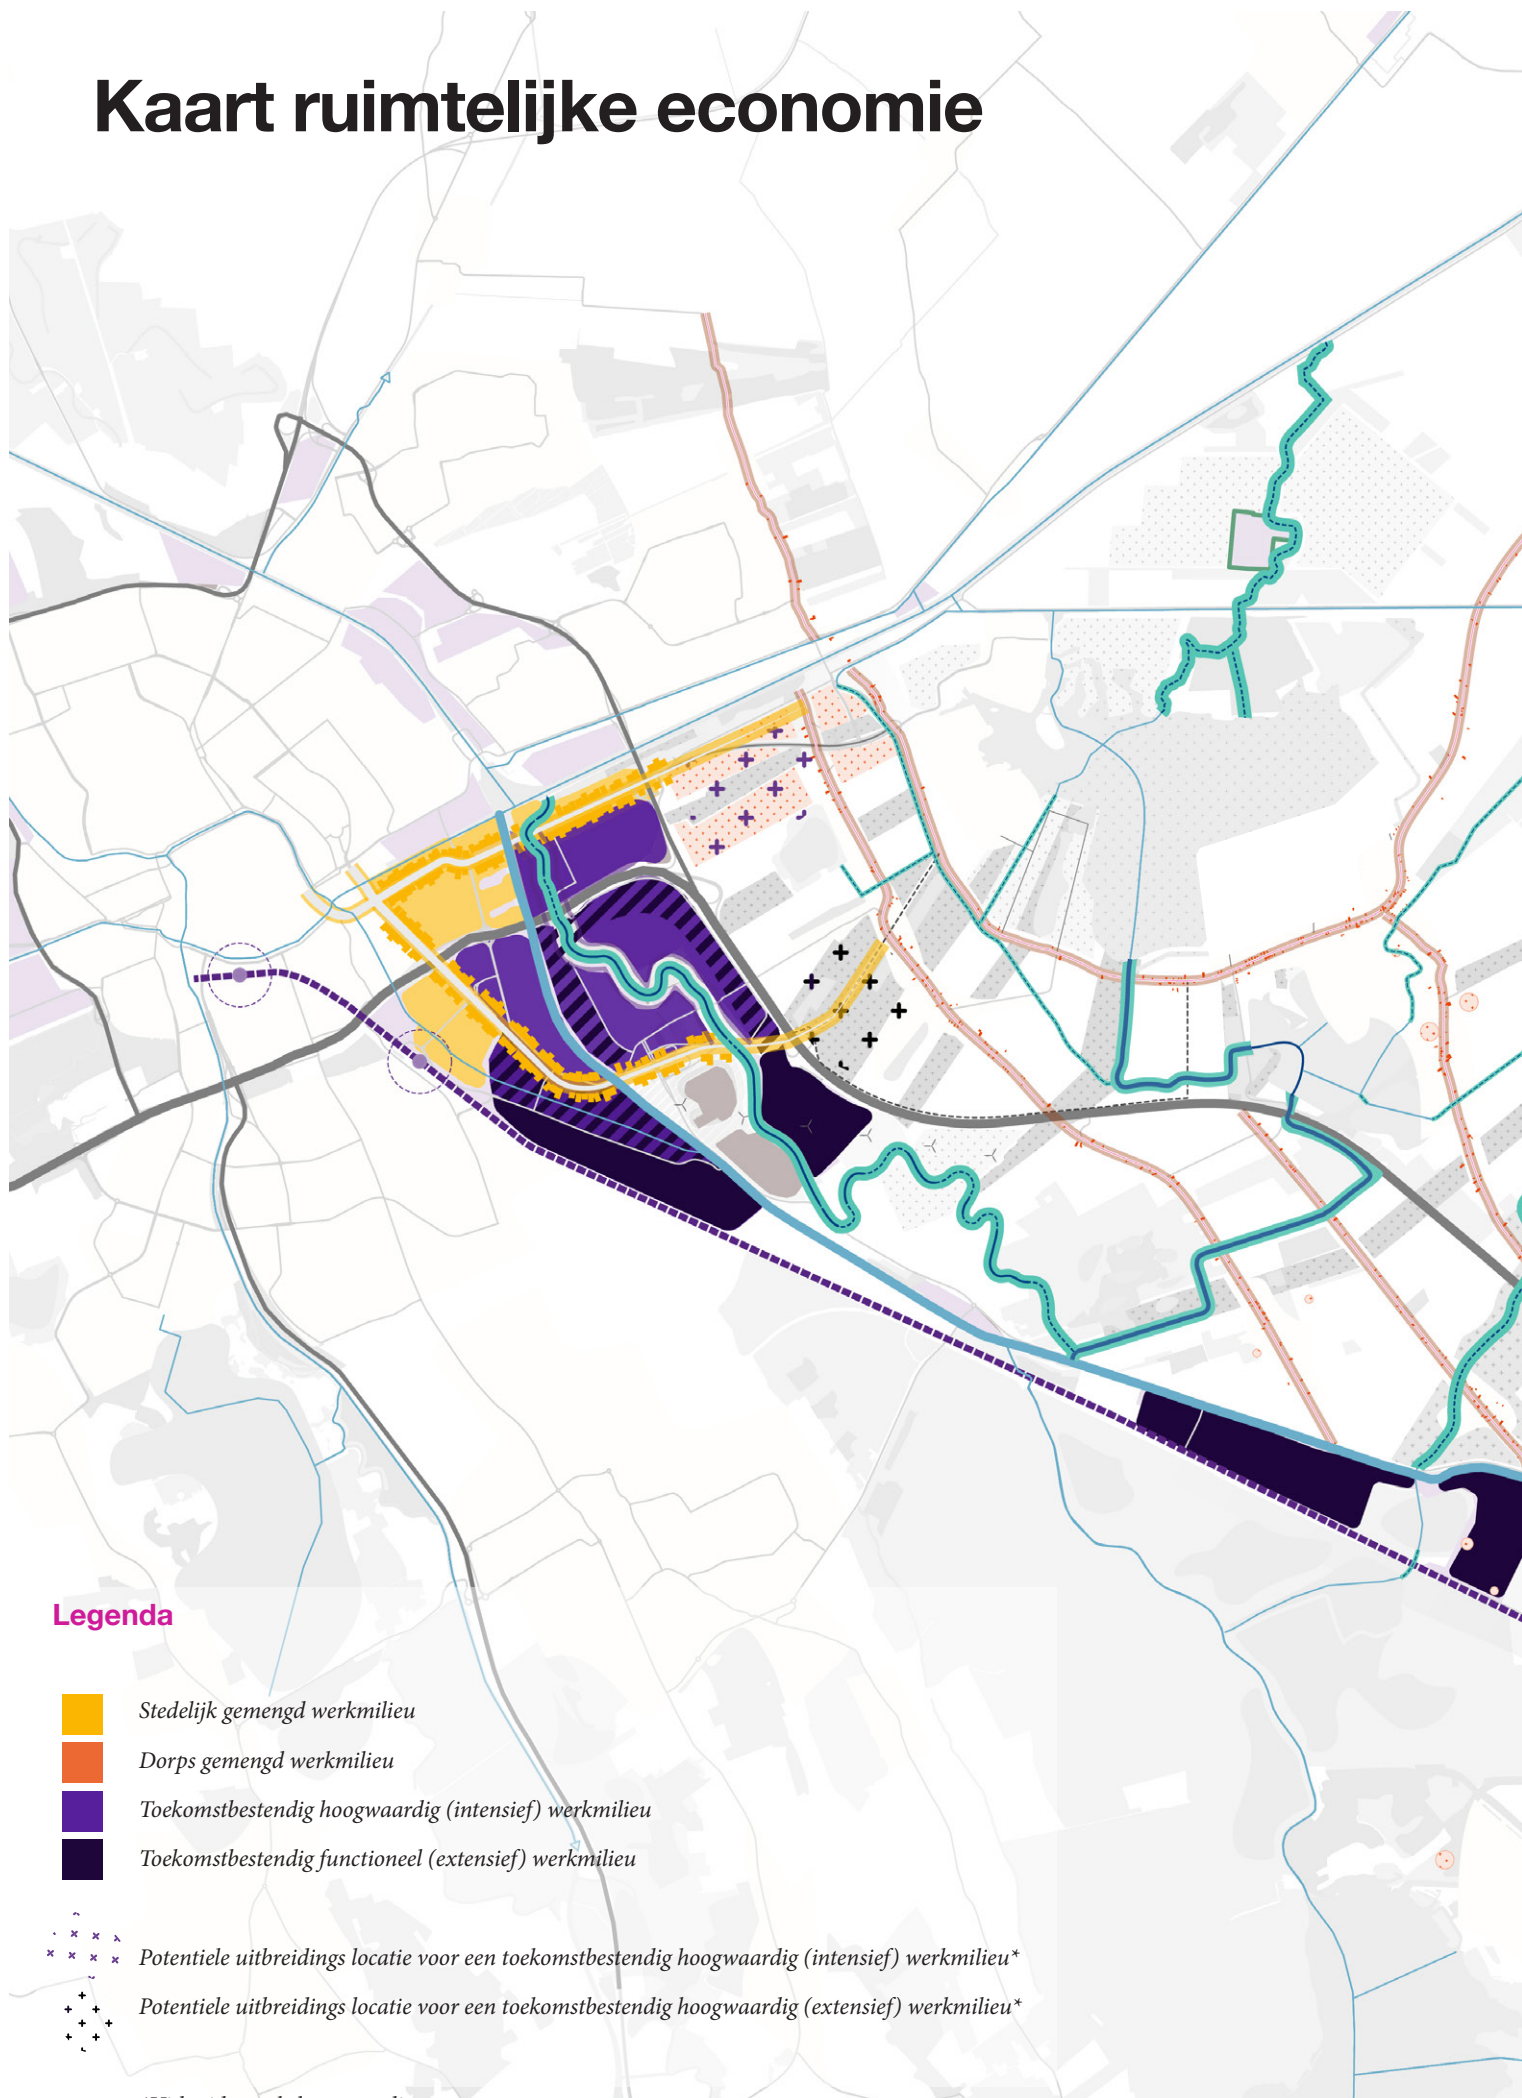 Kaart ruimtelijke economie
Legenda
Stedelijk gemengd werkmilieu
Dorps gemengd werkmilieu
Toekomstbestendig hoogwaardig (intensief) werkmilieu
Toekomstbestendig functioneel (extensief) werkmilieu
Potentiele uitbreidings locatie voor een toekomstbestendig hoogwaardig (intensief) werkmilieu*
Potentiele uitbreidings locatie voor een toekomstbestendig hoogwaardig (extensief) werkmilieu*